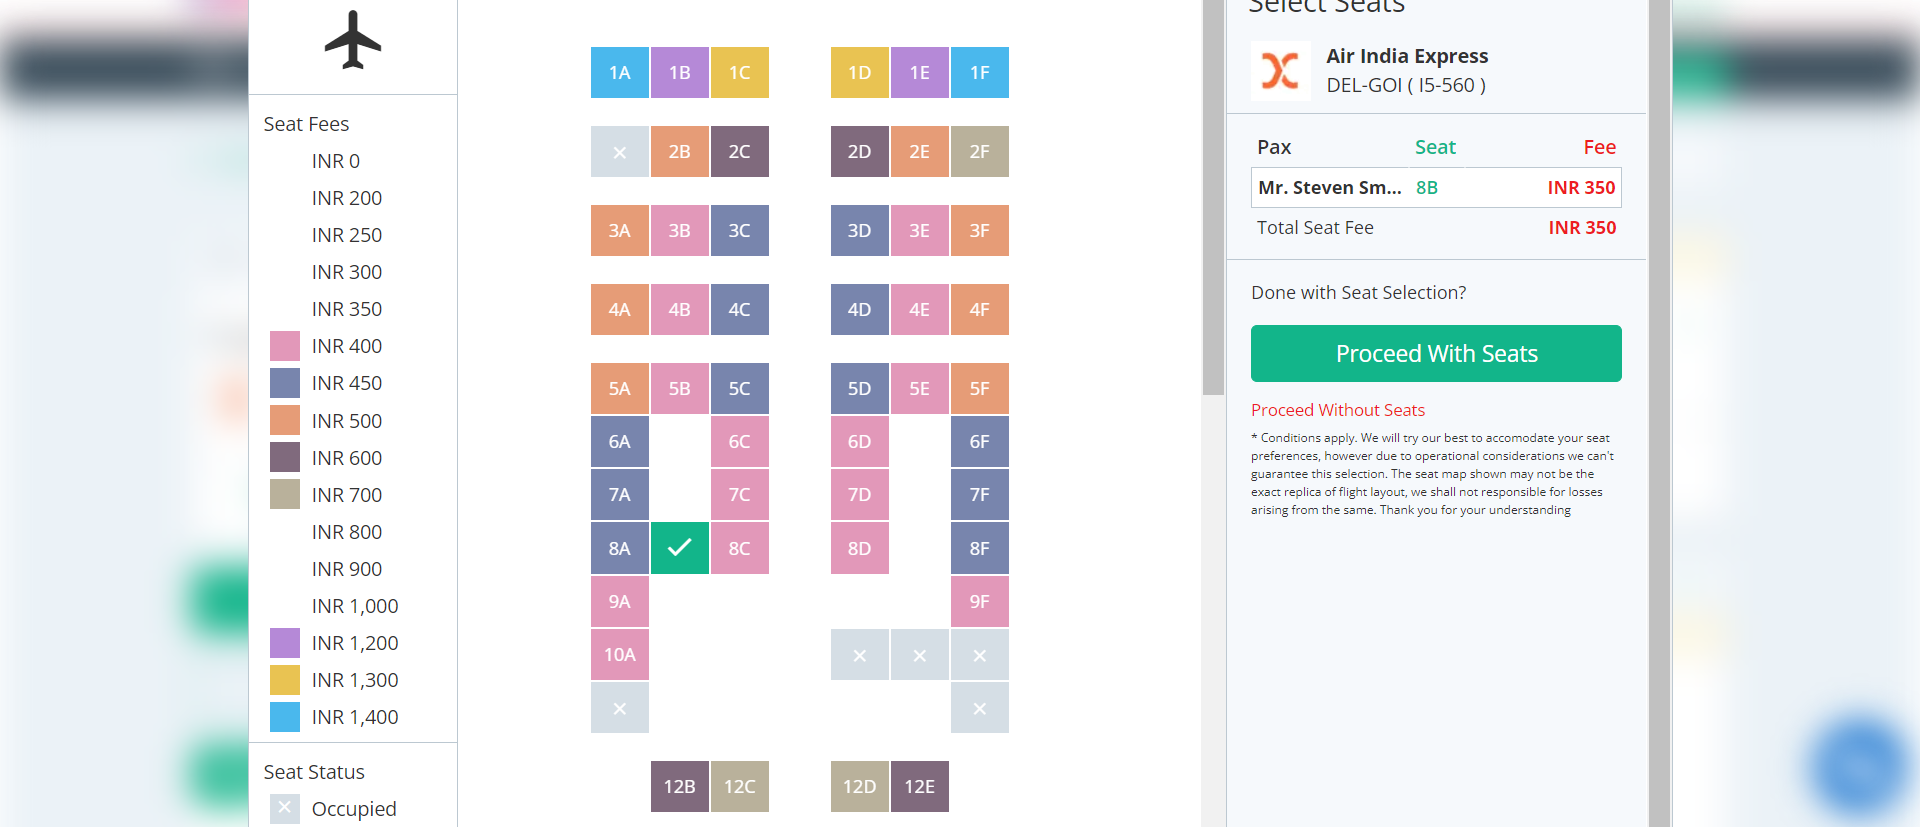 Select Seats
Air India Express
DEL-GOI ( I5-560 )
Pax Seat Fee
Mr. Steven Sm... 8B INR 350
Total Seat Fee INR 350
Done with Seat Selection?
Proceed With Seats
Proceed Without Seats
* Conditions apply. We will try our best to accomodate your seat
preferences, however due to operational considerations we can't
guarantee this selection. The seat map shown may not be the
exact replica of flight layout, we shall not responsible for losses
arising from the same. Thank you for your understanding
Seat Fees
INR 0
INR 200
INR 250
INR 300
INR 350
INR 400
INR 450
INR 500
INR 600
INR 700
INR 800
INR 900
INR 1,000
INR 1,200
INR 1,300
INR 1,400
Seat Status
Occupied
1A 1B 1C 1D 1E 1F
2B 2C 2D 2E 2F
3A 3B 3C 3D 3E 3F
4A 4B 4C 4D 4E 4F
5A 5B 5C 5D 5E 5F
6A 6C 6D 6F
7A 7C 7D 7F
8A 8C 8D 8F
9A 9F
10A
12B 12C 12D 12E